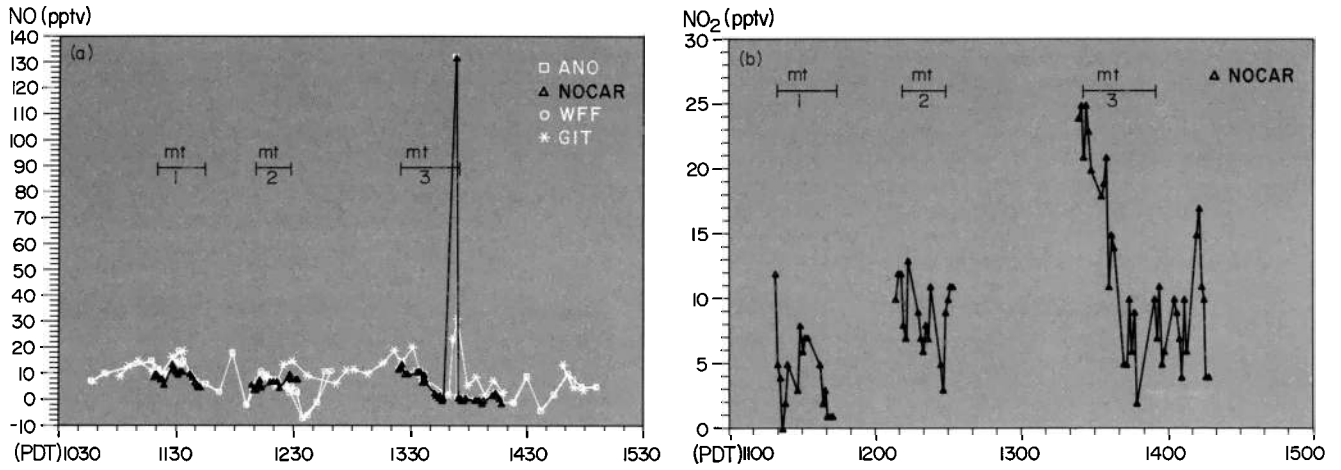 NO (pptv)
140
130
120
110
100
90
80
70
60
50
40
30
20
10
0
-10
(a)
□ ANO
▲ NOCAR
○ WFF
* GIT
mt
1
mt
2
mt
3
(PDT) 1030 1130 1230 1330 1430 1530
NO2 (pptv)
30
25
20
15
10
5
0
(b)
▲ NOCAR
mt
1
mt
2
mt
3
(PDT) 1100 1200 1300 1400 1500